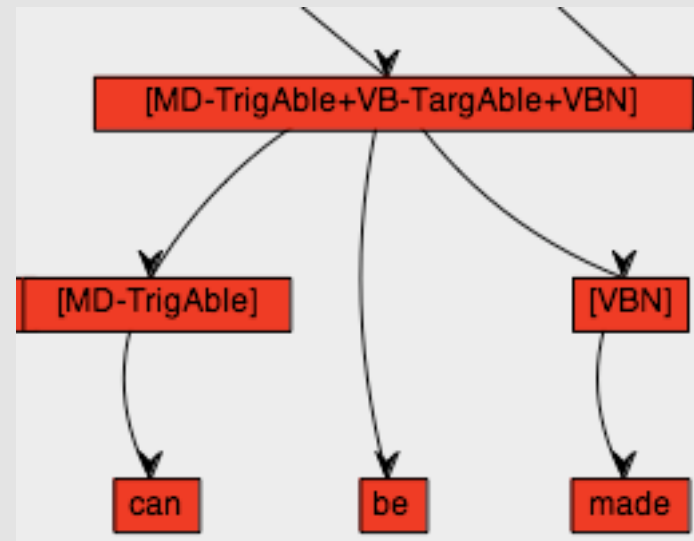 [MD-TrigAble+VB-TargAble+VBN]
[MD-TrigAble] [VBN]
can be made